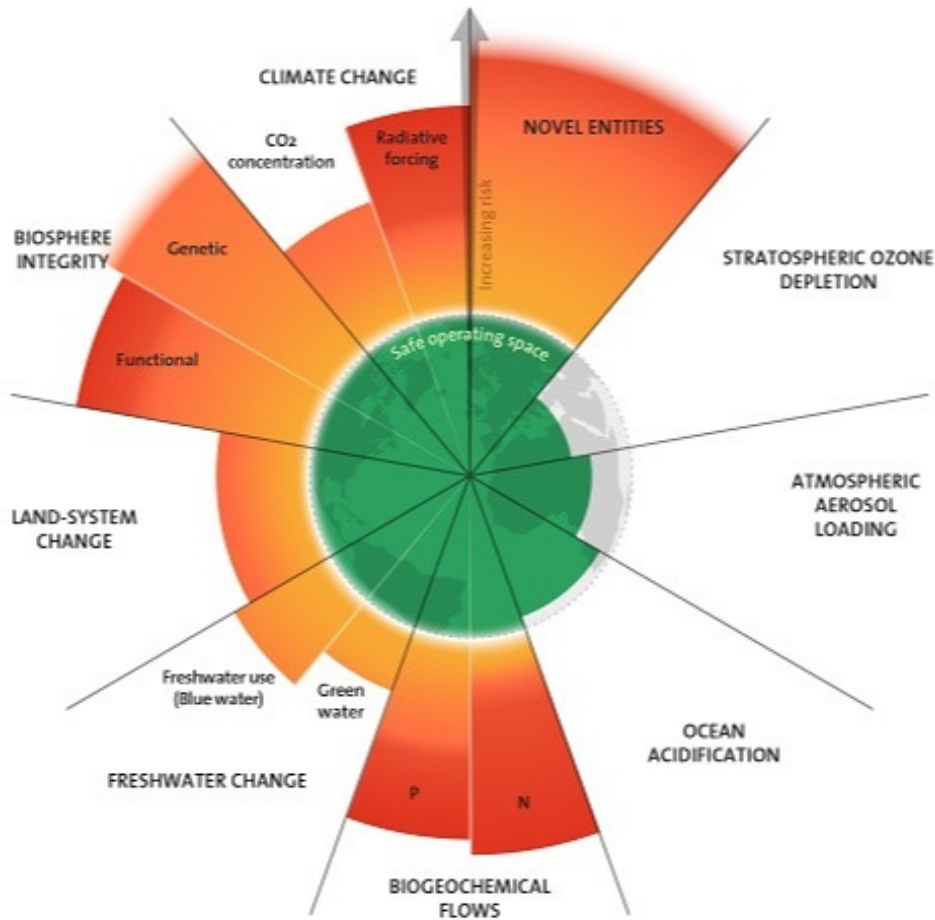 CLIMATE CHANGE
CO2
concentration
Radiative
forcing
NOVEL ENTITIES
Increasing risk
BIOSPHERE
INTEGRITY
Genetic
Functional
STRATOSPHERIC OZONE
DEPLETION
Safe operating space
ATMOSPHERIC
AEROSOL
LOADING
LAND-SYSTEM
CHANGE
Freshwater use
(Blue water)
Green
water
OCEAN
ACIDIFICATION
FRESHWATER CHANGE
P
N
BIOGEOCHEMICAL
FLOWS